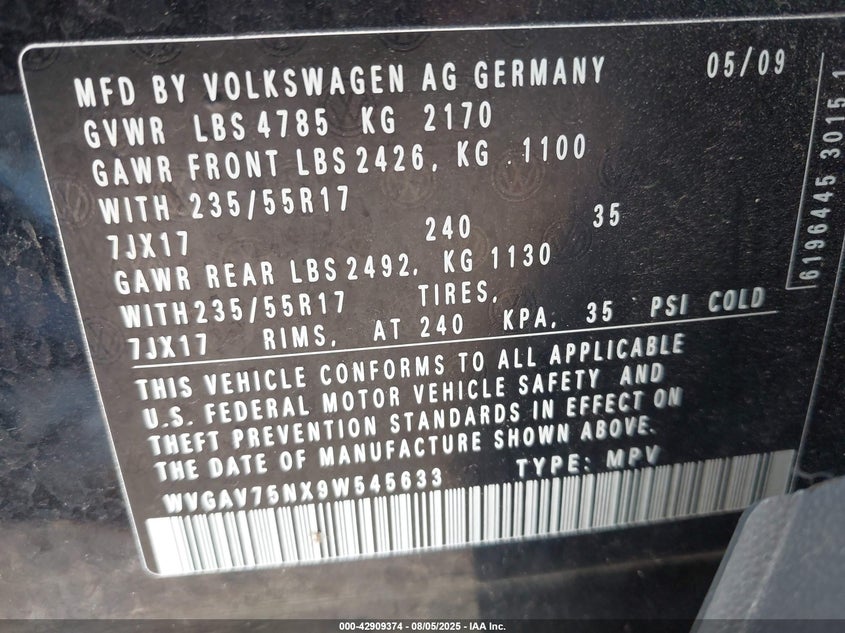 MFD BY VOLKSWAGEN AG GERMANY 05/09
GVWR LBS 4785 KG 2170
GAWR FRONT LBS 2426, KG .1100
WITH 235/55R17
7JX17 240 35
GAWR REAR LBS 2492, KG 1130
WITH 235/55R17 TIRES,
7JX17 RIMS, AT 240 KPA, 35 PSI COLD
THIS VEHICLE CONFORMS TO ALL APPLICABLE
U.S. FEDERAL MOTOR VEHICLE SAFETY AND
THEFT PREVENTION STANDARDS IN EFFECT ON
THE DATE OF MANUFACTURE SHOWN ABOVE.
WVGAV75NX9W545633 TYPE: MPV
6196445 3015 1
000-42909374 - 08/05/2025 - IAA Inc.